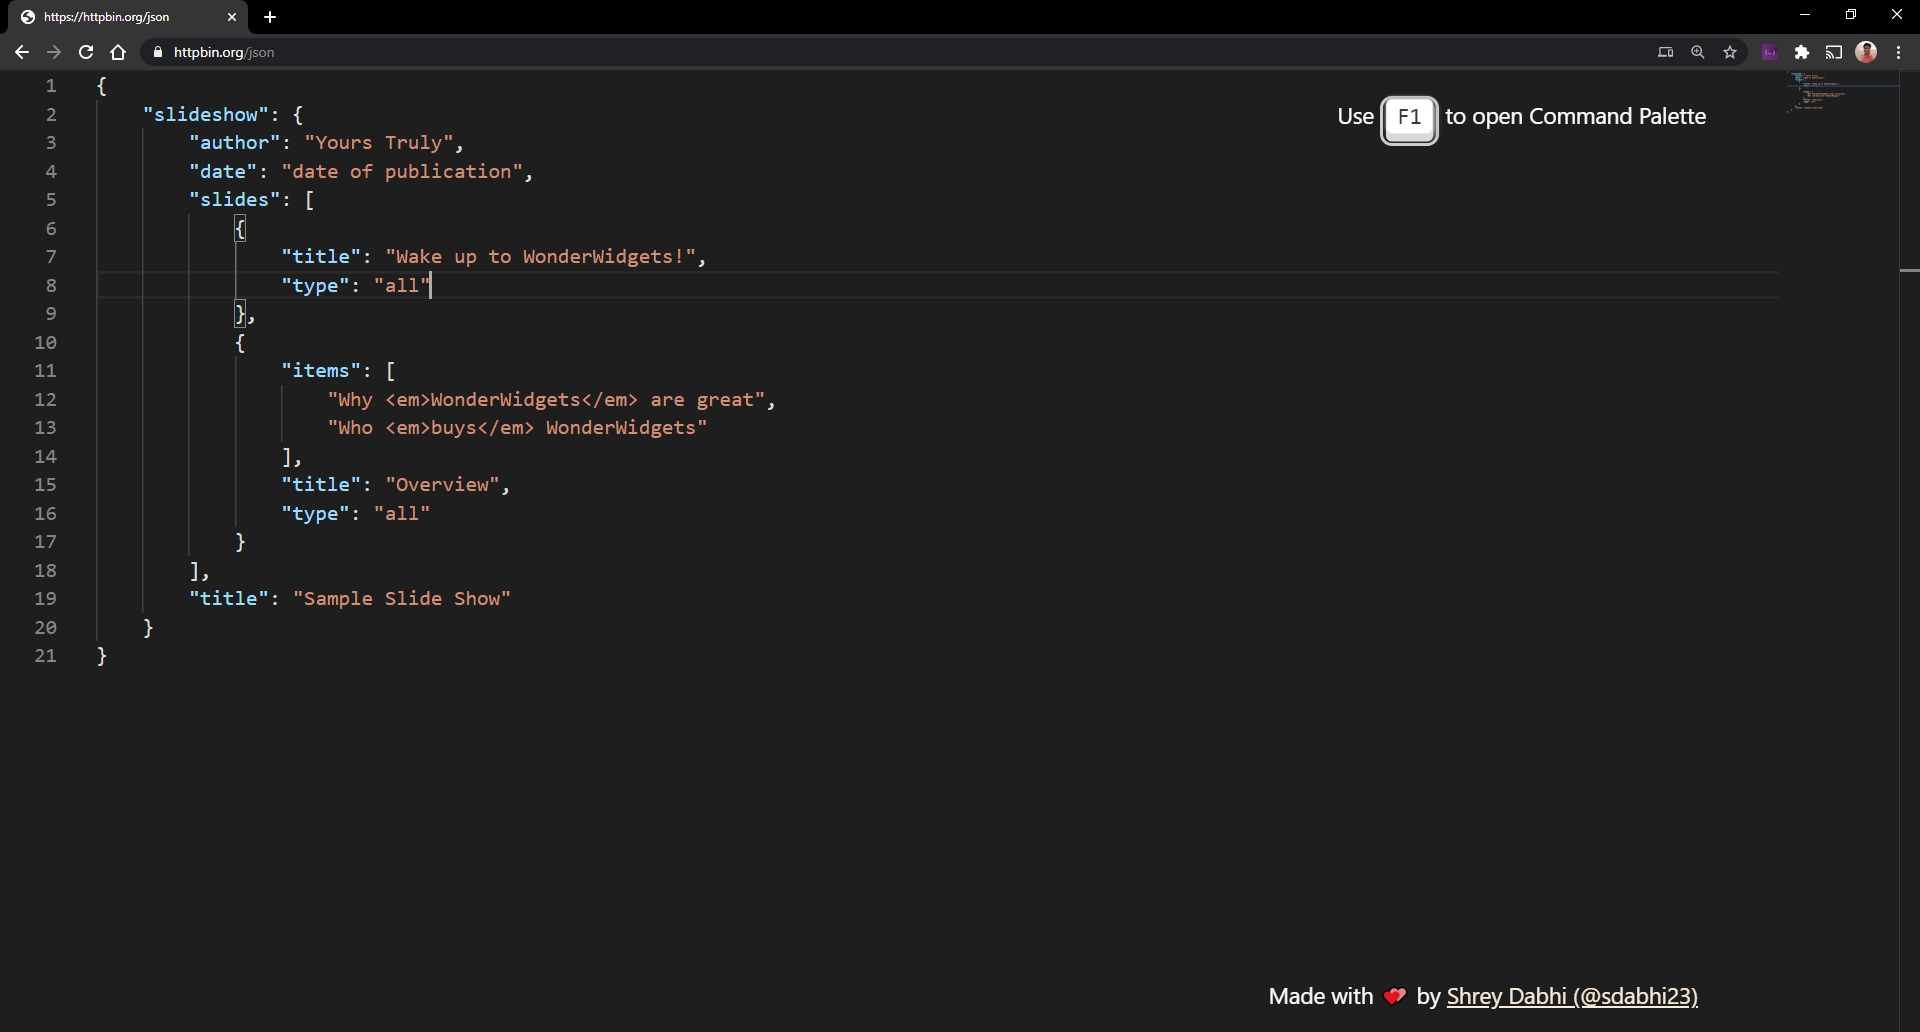 https://httpbin.org/json
httpbin.org/json
1 {
2     "slideshow": {
3         "author": "Yours Truly",
4         "date": "date of publication",
5         "slides": [
6             {
7                 "title": "Wake up to WonderWidgets!",
8                 "type": "all"
9             },
10             {
11                 "items": [
12                     "Why <em>WonderWidgets</em> are great",
13                     "Who <em>buys</em> WonderWidgets"
14                 ],
15                 "title": "Overview",
16                 "type": "all"
17             }
18         ],
19         "title": "Sample Slide Show"
20     }
21 }
Use F1 to open Command Palette
Made with by Shrey Dabhi (@sdabhi23)